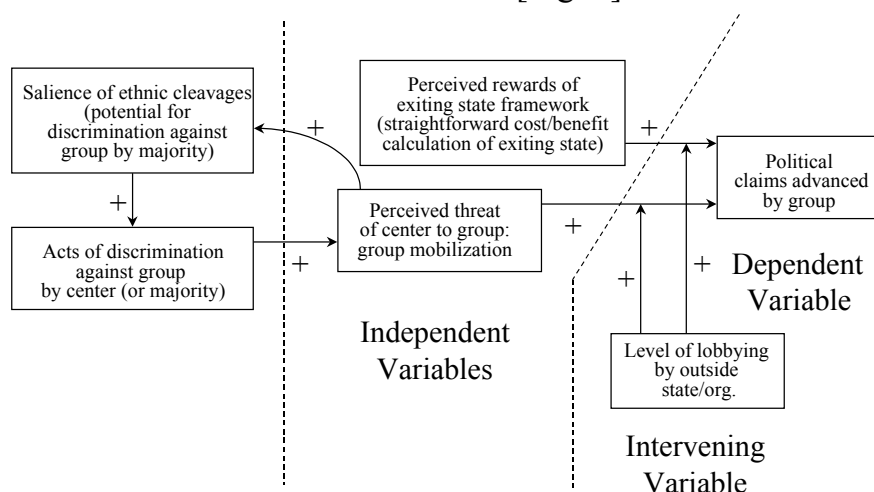 Salience of ethnic cleavages
(potential for
discrimination against
group by majority)
+
Acts of discrimination
against group
by center (or majority)
+
+
Perceived rewards of
exiting state framework
(straightforward cost/benefit
calculation of exiting state)
+
Perceived threat
of center to group:
group mobilization
+
Political
claims advanced
by group
+
+
Dependent
Variable
Independent
Variables
Level of lobbying
by outside
state/org.
Intervening
Variable